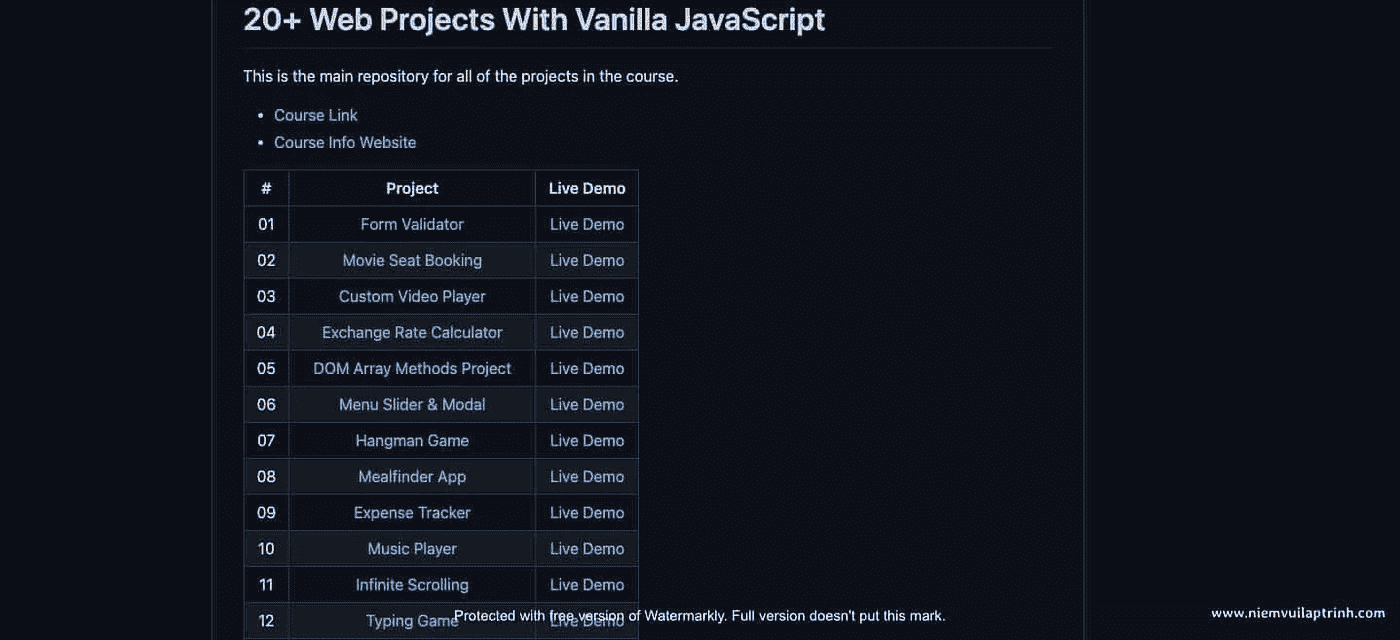 20+ Web Projects With Vanilla JavaScript
This is the main repository for all of the projects in the course.
• Course Link
• Course Info Website
# Project Live Demo
01 Form Validator Live Demo
02 Movie Seat Booking Live Demo
03 Custom Video Player Live Demo
04 Exchange Rate Calculator Live Demo
05 DOM Array Methods Project Live Demo
06 Menu Slider & Modal Live Demo
07 Hangman Game Live Demo
08 Mealfinder App Live Demo
09 Expense Tracker Live Demo
10 Music Player Live Demo
11 Infinite Scrolling Live Demo
12 Typing Game Live Demo
Protected with free version of Watermarkly. Full version doesn't put this mark.
www.niemvuilaptrinh.com